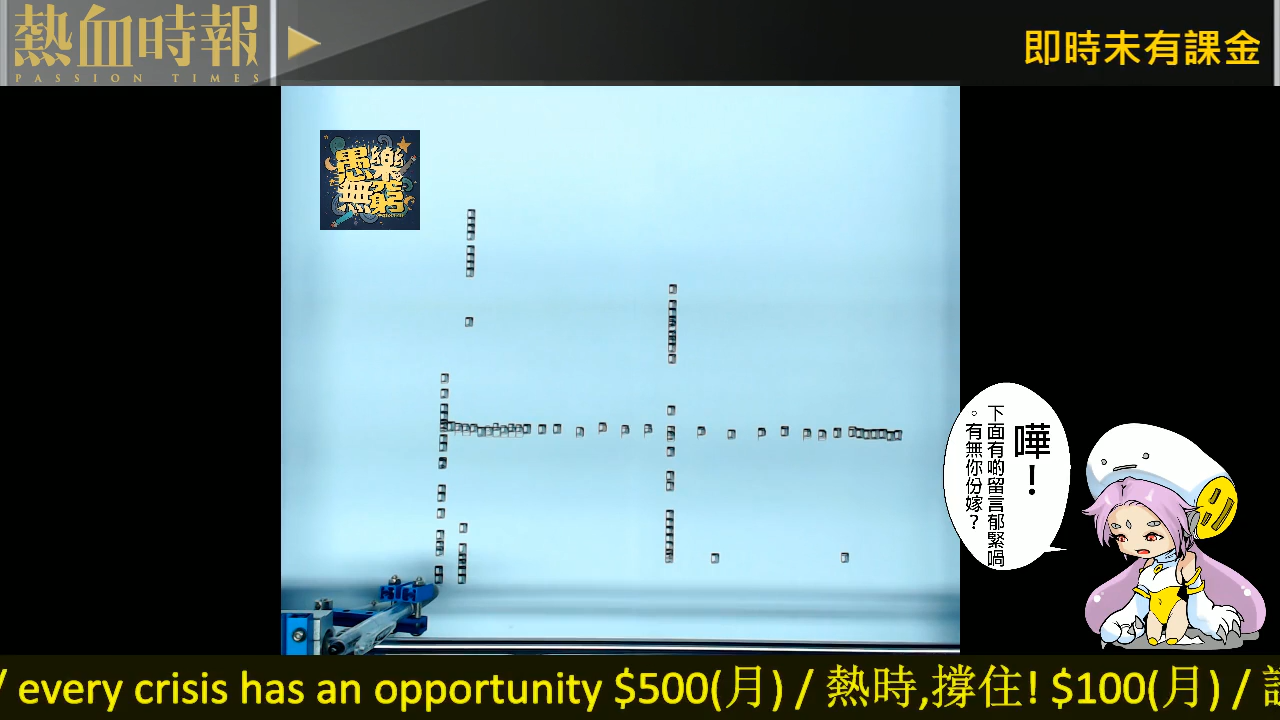 熱血時報
PASSION TIMES
即時未有課金
愚樂
無窮
嘩！
下面有啲留言郁緊喎
。有無你份嫁？
/ every crisis has an opportunity $500(月) / 熱時,撐住! $100(月) /